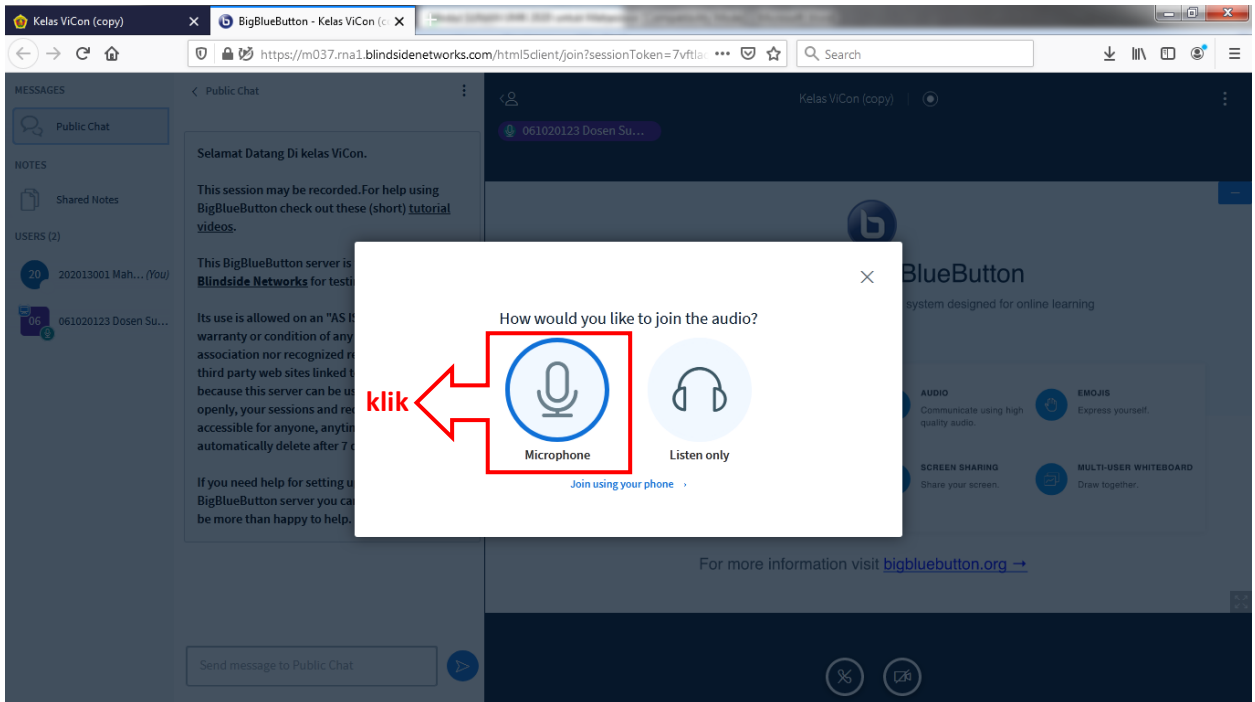 Kelas ViCon (copy)
BigBlueButton - Kelas ViCon (c
https://m037.rna1.blindsidenetworks.com/html5client/join?sessionToken=7vftla
Search
MESSAGES
Public Chat
NOTES
Shared Notes
USERS (2)
20
202013001 Mah... (You)
06
061020123 Dosen Su...
Public Chat
Selamat Datang Di kelas ViCon.
This session may be recorded.For help using
BigBlueButton check out these (short) tutorial
videos.
This BigBlueButton server is
Blindside Networks for testi
Its use is allowed on an "AS IS
warranty or condition of any
association nor recognized re
third party web sites linked t
because this server can be us
openly, your sessions and rec
accessible for anyone, anytim
automatically delete after 7 d
If you need help for setting u
BigBlueButton server you ca
be more than happy to help.
Send message to Public Chat
Kelas ViCon (copy)
061020123 Dosen Su...
BlueButton
system designed for online learning
AUDIO
Communicate using high
quality audio.
EMOJIS
Express yourself.
SCREEN SHARING
Share your screen.
MULTI-USER WHITEBOARD
Draw together.
For more information visit bigbluebutton.org →
How would you like to join the audio?
klik
Microphone
Listen only
Join using your phone